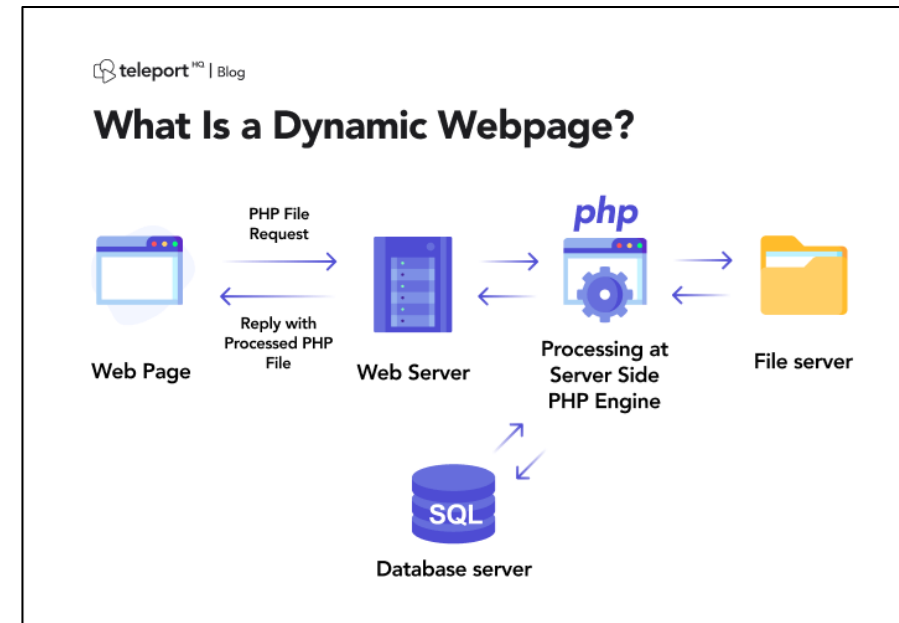 teleport HQ | Blog
What Is a Dynamic Webpage?
PHP File
Request
php
Reply with
Processed PHP
File
Web Page
Web Server
Processing at
Server Side
PHP Engine
File server
SQL
Database server